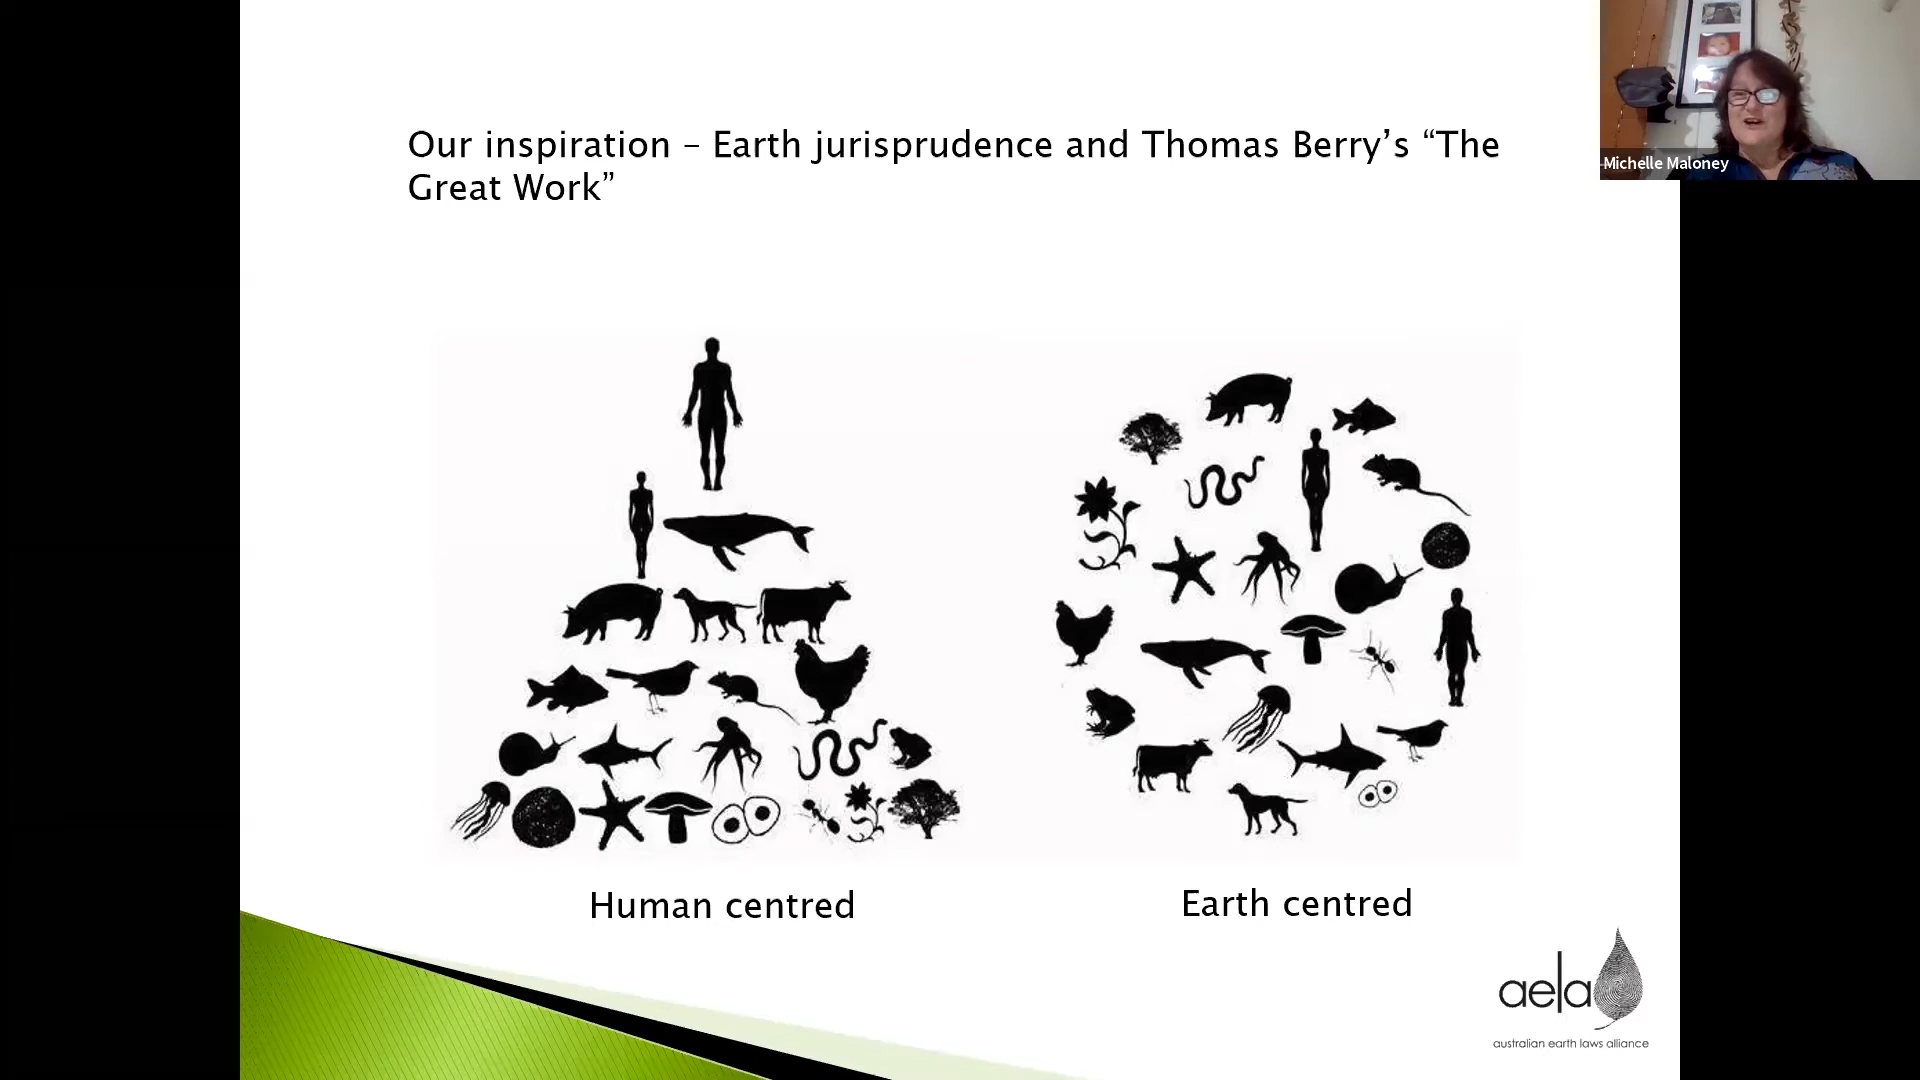 Our inspiration – Earth jurisprudence and Thomas Berry’s “The
Great Work”
Michelle Maloney
Human centred
Earth centred
aela
australian earth laws alliance